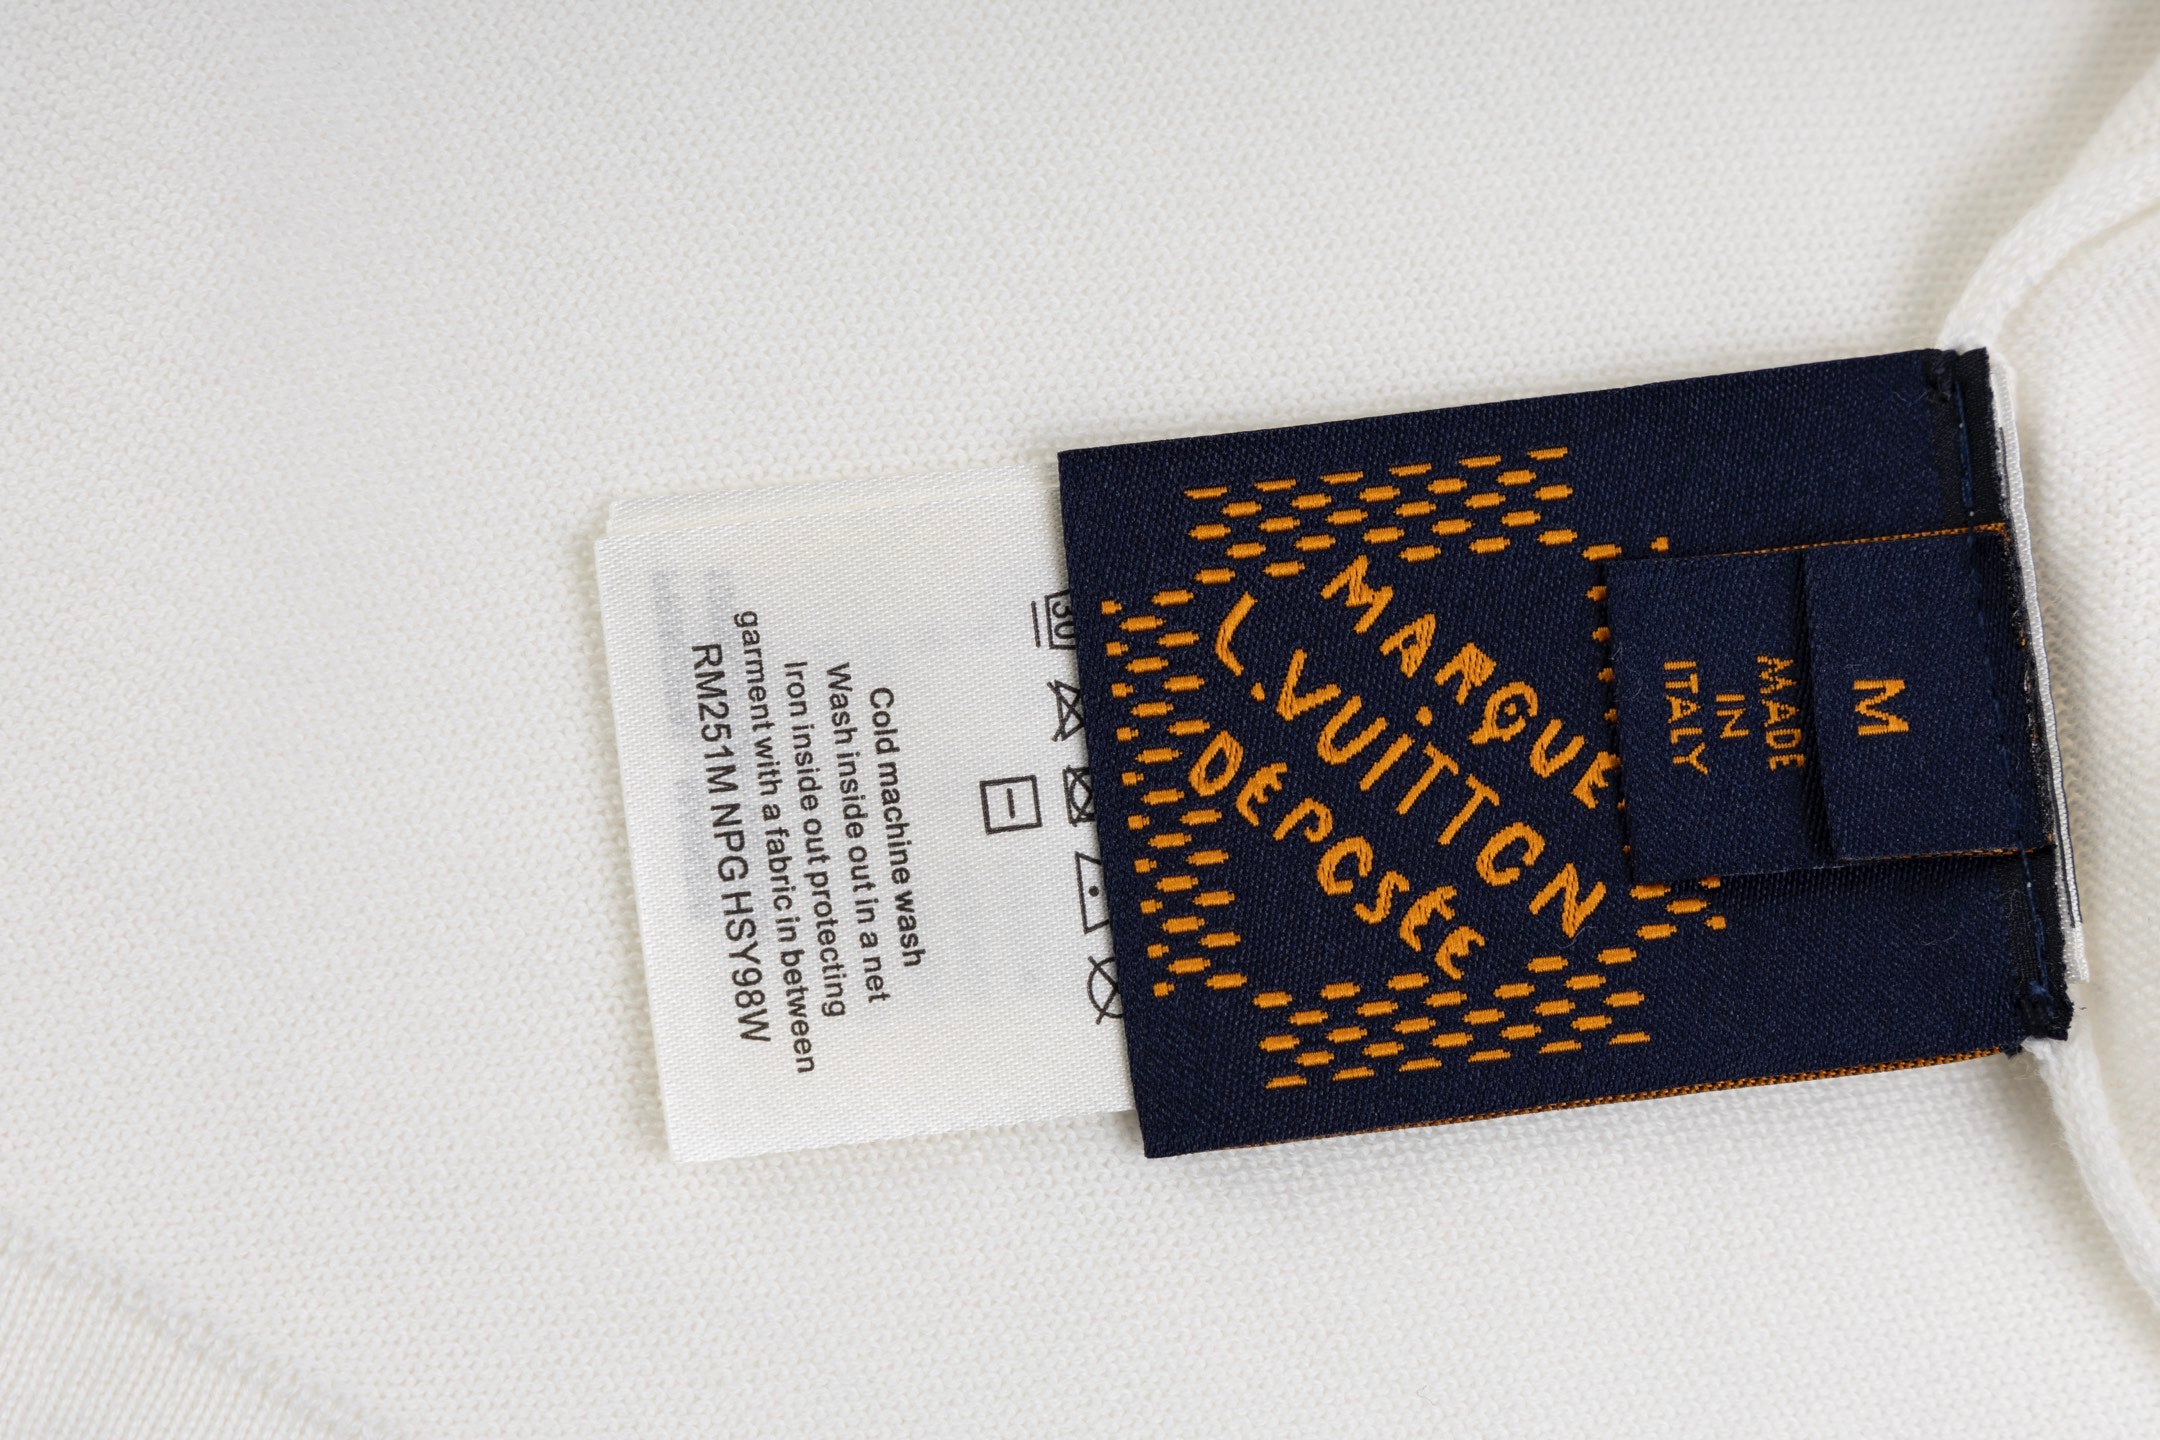 M
MADE
IN
ITALY
MARQUE
L.VUITTON
DEPOSEE
30
Cold machine wash
Wash inside out in a net
Iron inside out protecting
garment with a fabric in between
RM251M NPG HSY98W